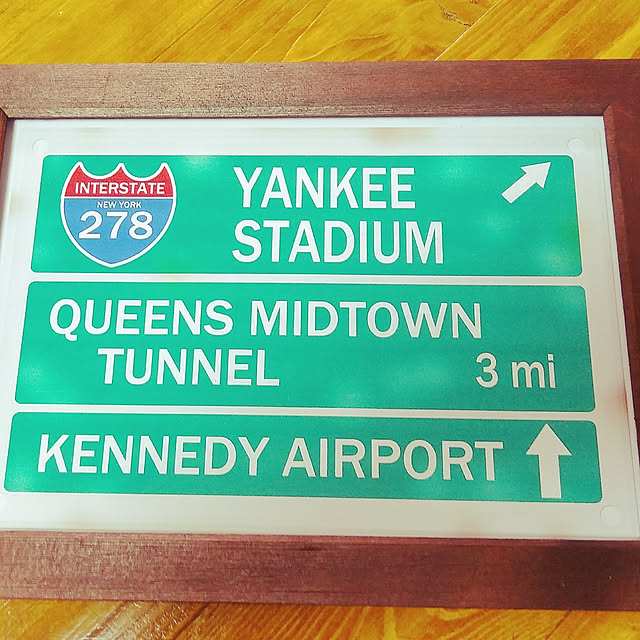 INTERSTATE
NEW YORK
278
YANKEE
STADIUM
QUEENS MIDTOWN
TUNNEL 3 mi
KENNEDY AIRPORT